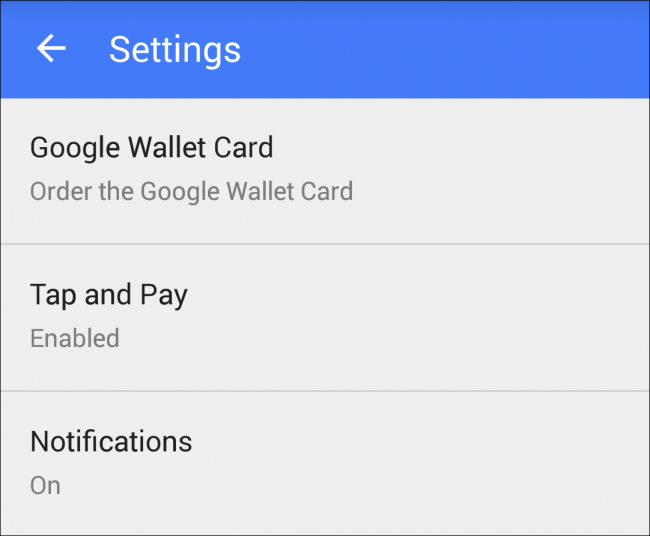 Settings
Google Wallet Card
Order the Google Wallet Card
Tap and Pay
Enabled
Notifications
On